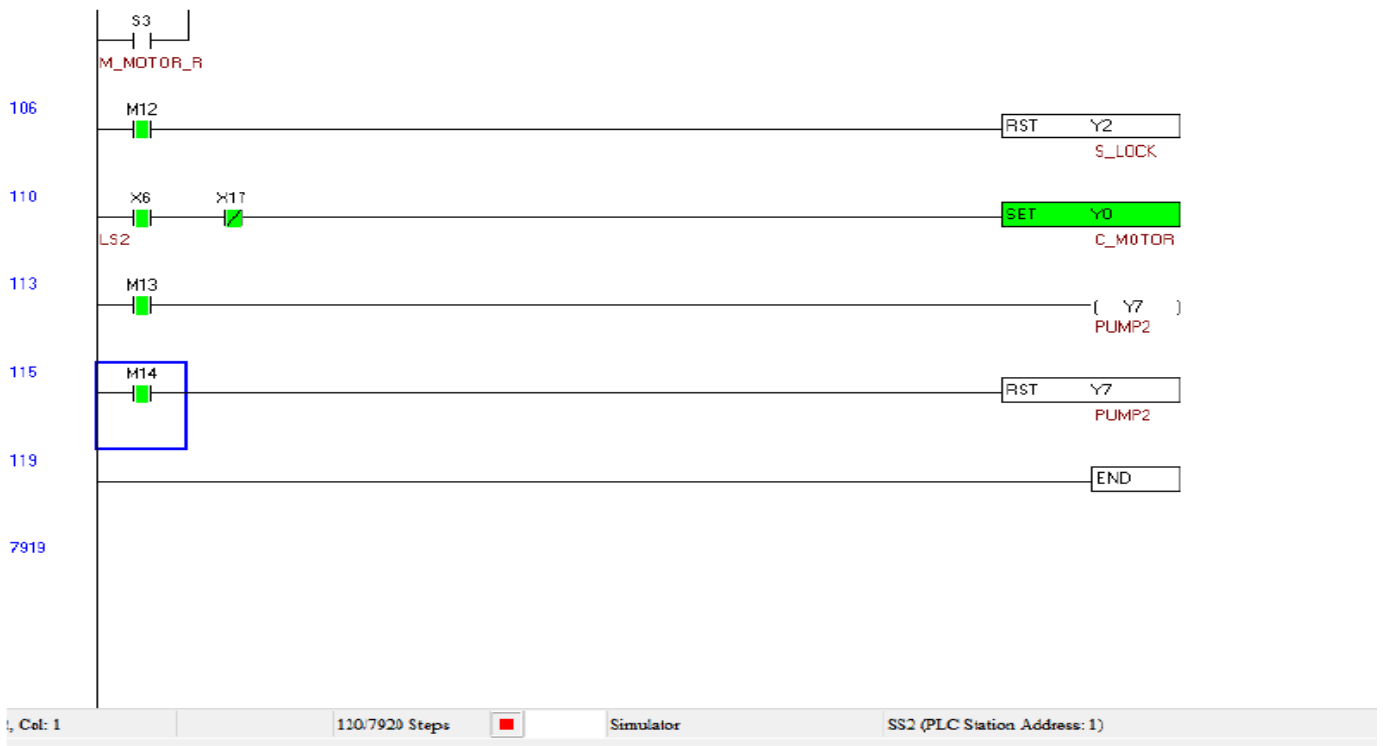 S3
M_MOTOR_R
106 M12 RST Y2
S_LOCK
110 X6 X17 SET Y0
LS2 C_MOTOR
113 M13 ( Y7 )
PUMP2
115 M14 RST Y7
PUMP2
119 END
7919
, Col: 1 120/7920 Steps Simulator SS2 (PLC Station Address: 1)